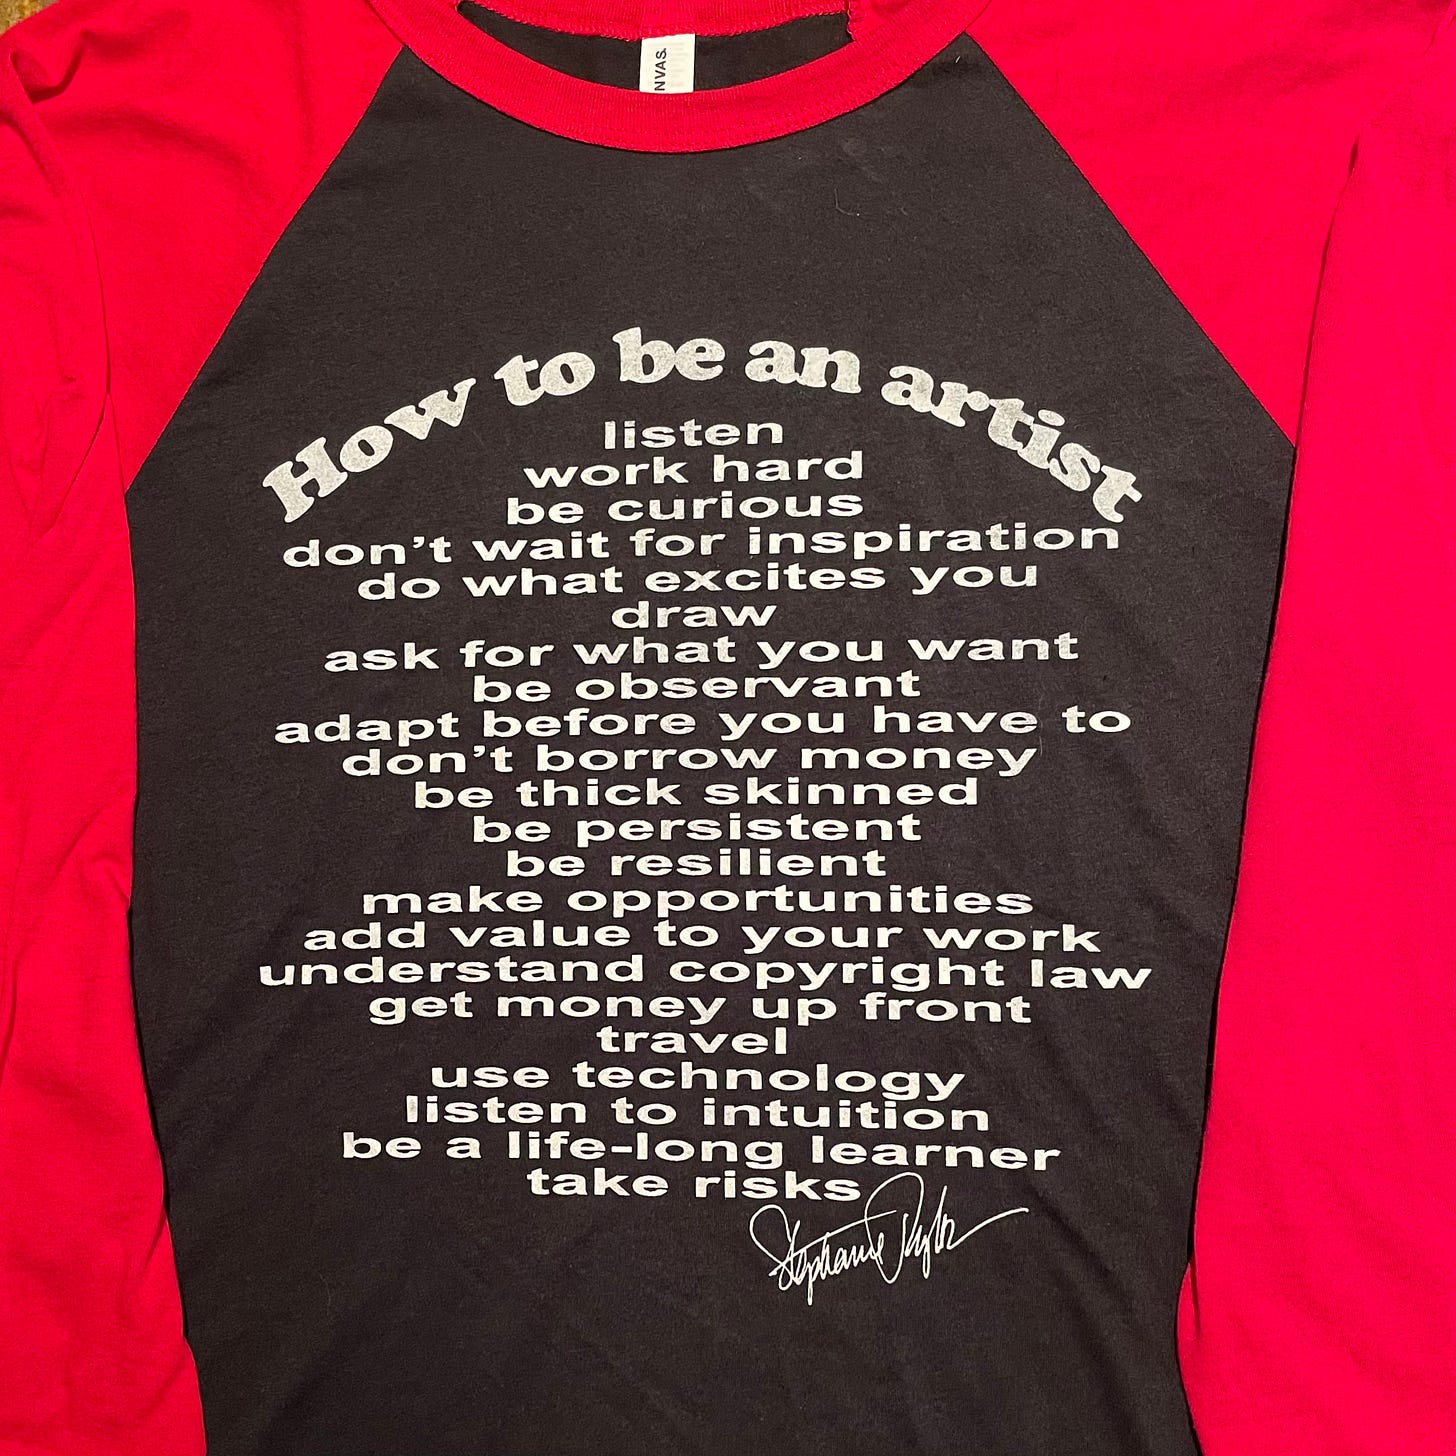 NVAS.
How to be an artist
listen
work hard
be curious
don't wait for inspiration
do what excites you
draw
ask for what you want
be observant
adapt before you have to
don't borrow money
be thick skinned
be persistent
be resilient
make opportunities
add value to your work
understand copyright law
get money up front
travel
use technology
listen to intuition
be a life-long learner
take risks
Stephanie Taylor